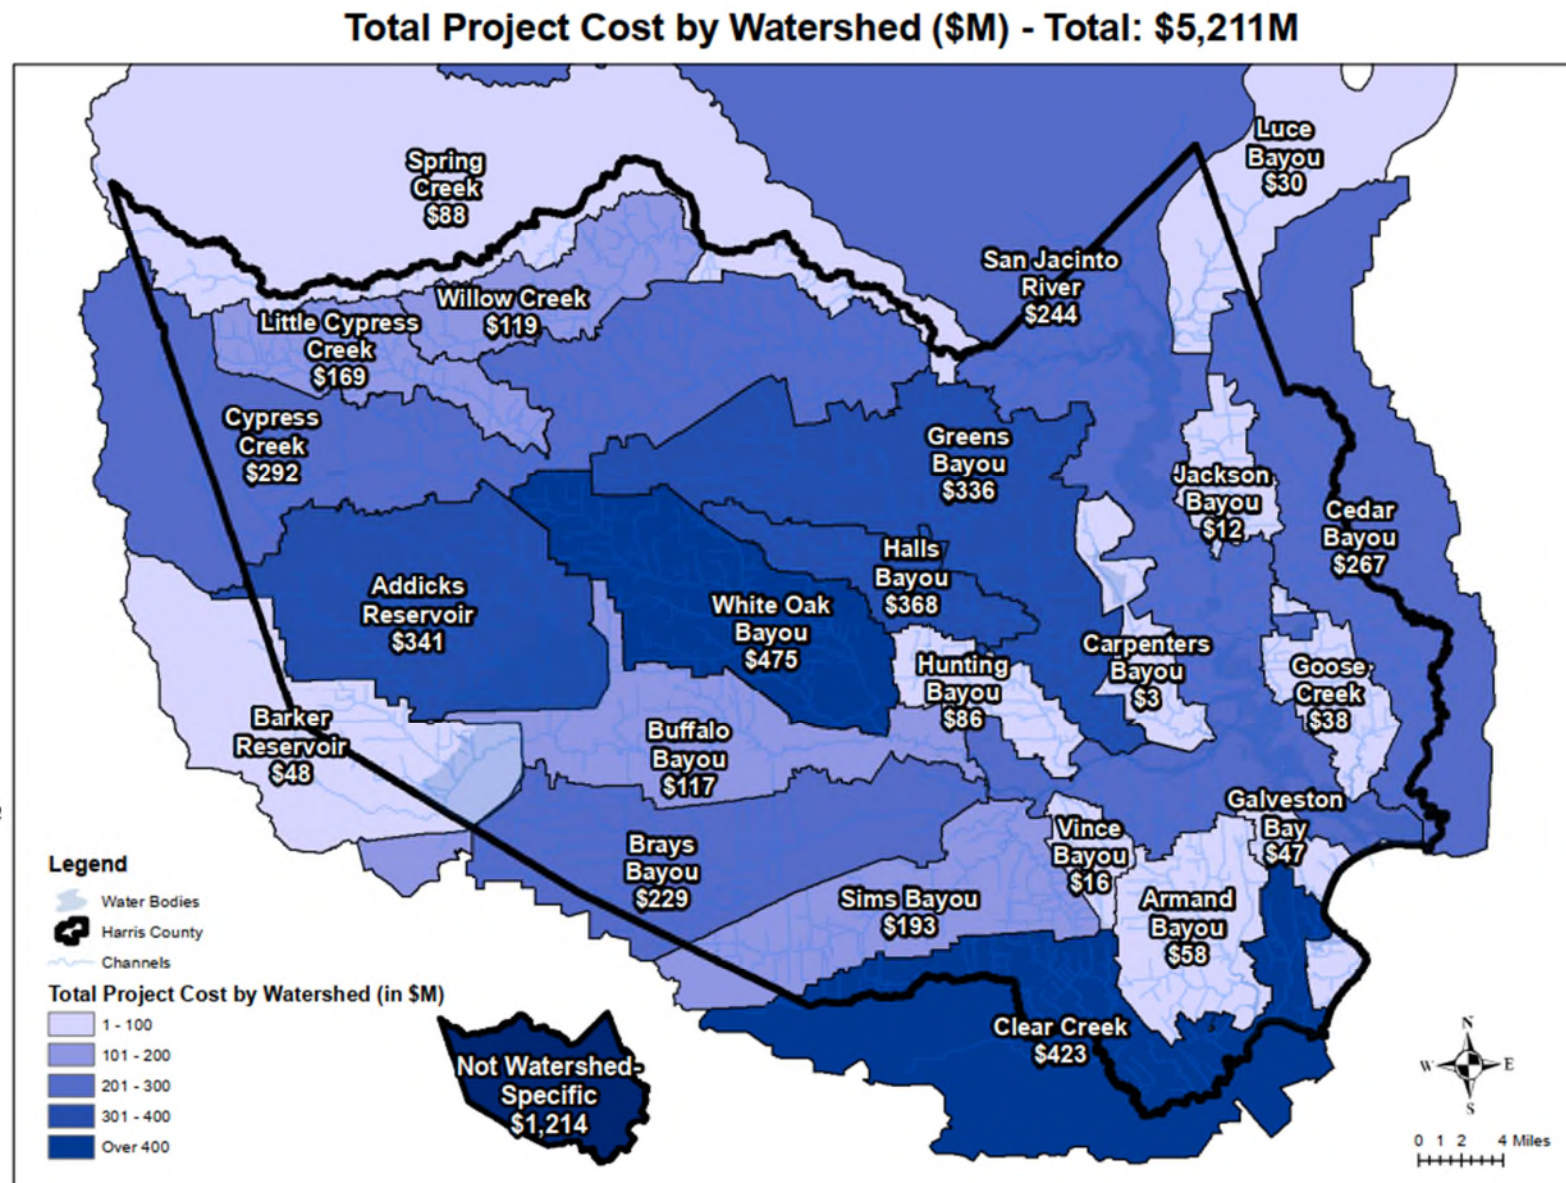 Total Project Cost by Watershed ($M) - Total: $5,211M
Luce
Bayou
$30
Spring
Creek
$88
San Jacinto
River
$244
Willow Creek
$119
Little Cypress
Creek
$169
Cypress
Creek
$292
Greens
Bayou
$336
Jackson
Bayou
$12
Cedar
Bayou
$267
Halls
Bayou
$368
Addicks
Reservoir
$341
White Oak
Bayou
$475
Carpenters
Bayou
$3
Hunting
Bayou
$86
Goose
Creek
$38
Barker
Reservoir
$48
Buffalo
Bayou
$117
Galveston
Bay
$47
Vince
Bayou
$16
Brays
Bayou
$229
Sims Bayou
$193
Armand
Bayou
$58
Clear Creek
$423
Not Watershed-
Specific
$1,214
Legend
Water Bodies
Harris County
Channels
Total Project Cost by Watershed (in $M)
1 - 100
101 - 200
201 - 300
301 - 400
Over 400
N
W E
S
0 1 2 4 Miles